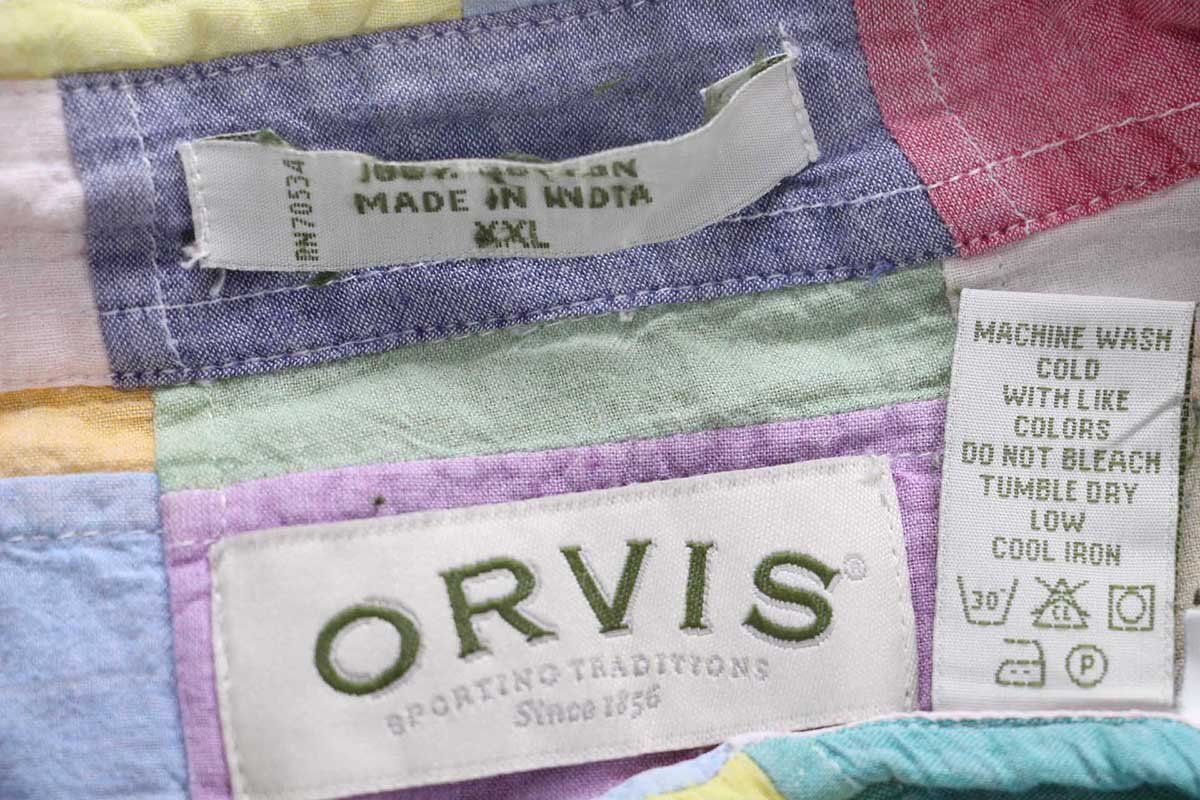 RN70534
100% COTTON
MADE IN INDIA
XXL
MACHINE WASH
COLD
WITH LIKE
COLORS
DO NOT BLEACH
TUMBLE DRY
LOW
COOL IRON
30°
CL
P
ORVIS®
SPORTING TRADITIONS
Since 1856